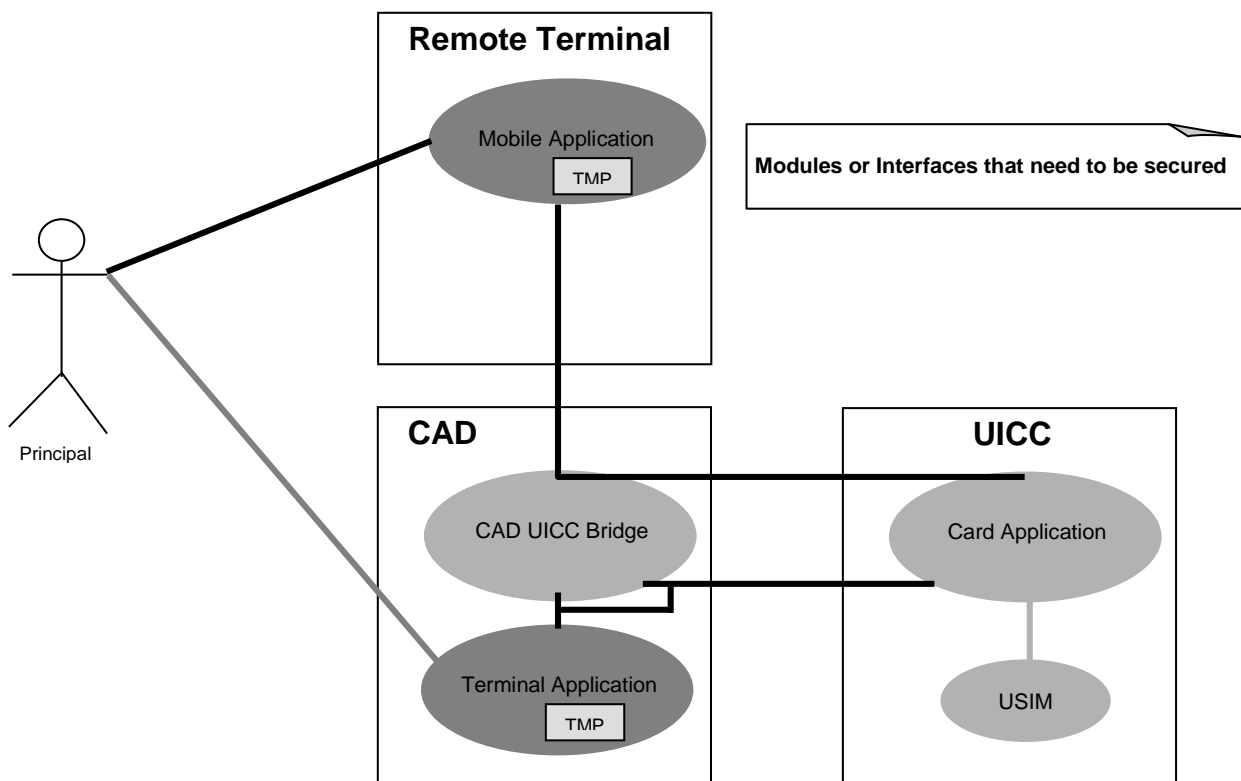 Remote Terminal
Mobile Application
TMP
Modules or Interfaces that need to be secured
Principal
CAD
UICC
CAD UICC Bridge
Card Application
Terminal Application
TMP
USIM